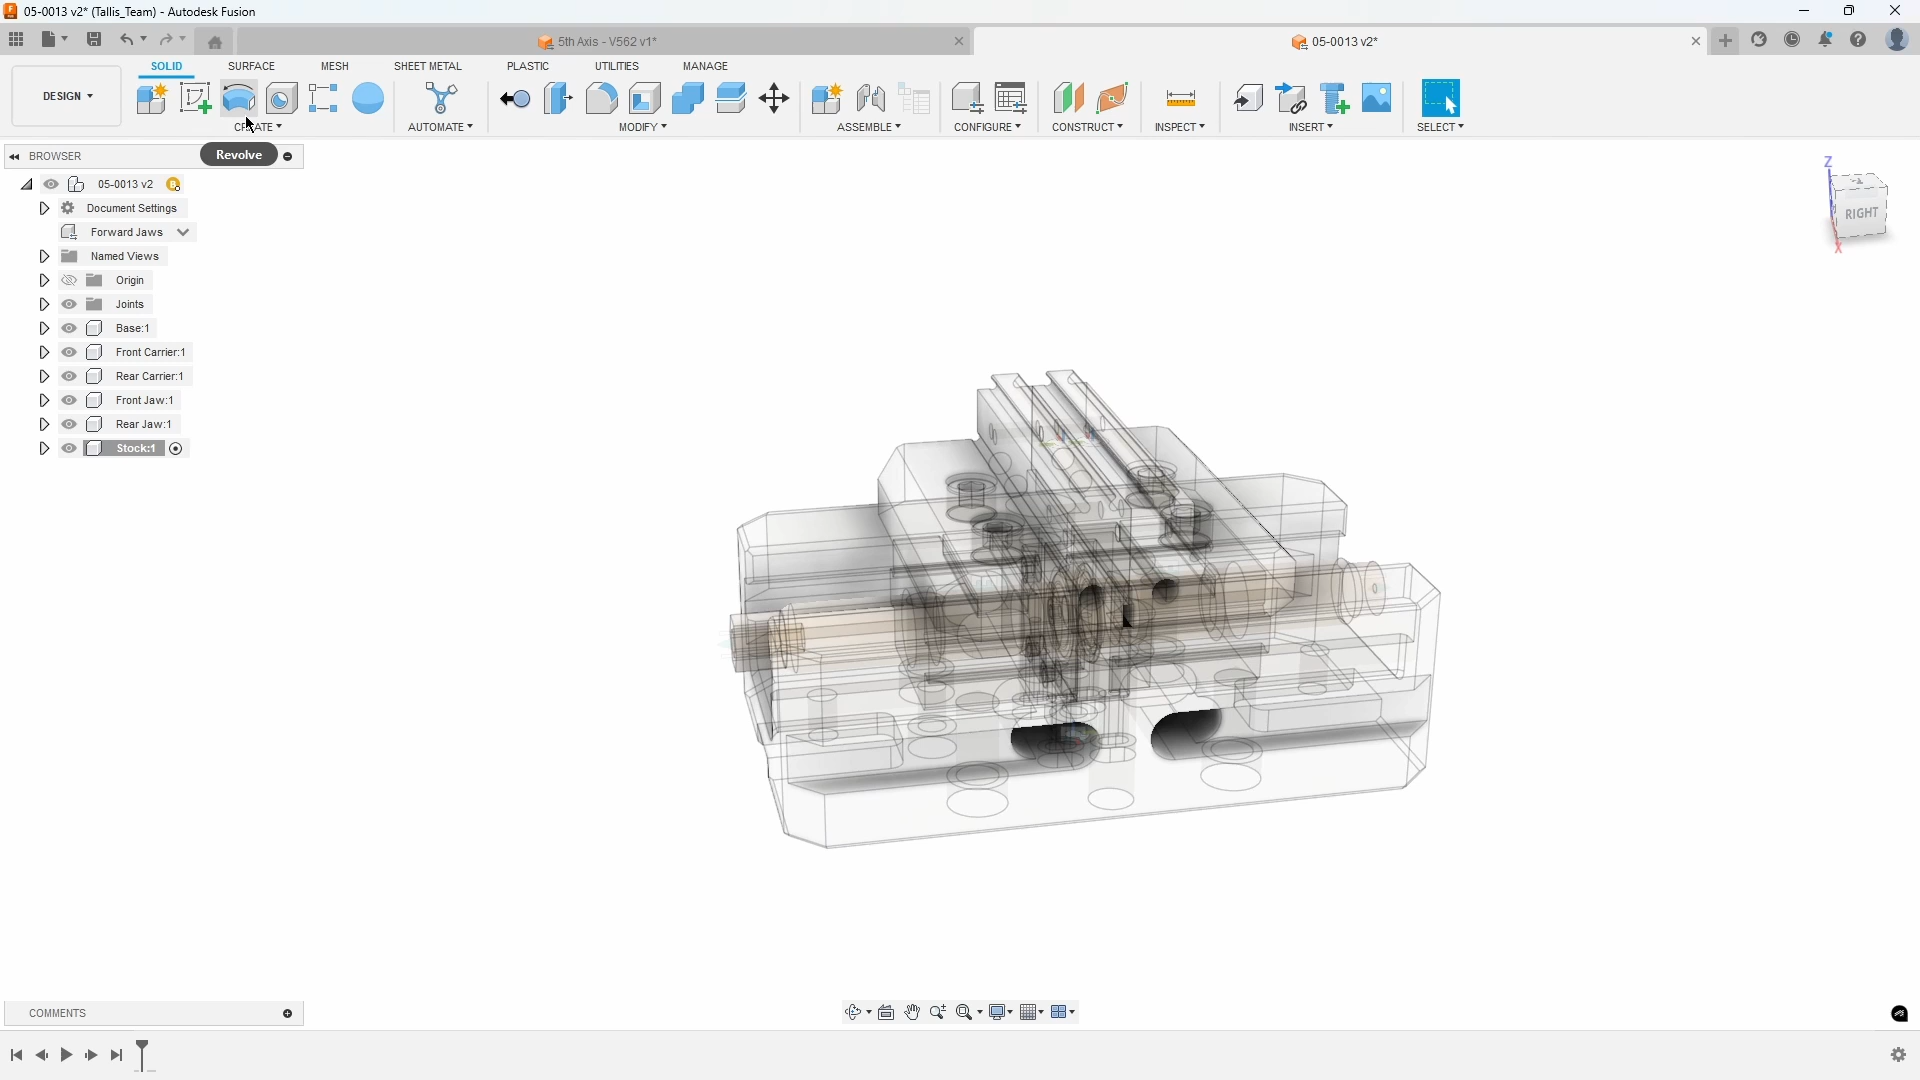 05-0013 v2* (Tallis_Team) - Autodesk Fusion
5th Axis - V562 v1*
05-0013 v2*
SOLID
SURFACE
MESH
SHEET METAL
PLASTIC
UTILITIES
MANAGE
DESIGN
CREATE
AUTOMATE
MODIFY
ASSEMBLE
CONFIGURE
CONSTRUCT
INSPECT
INSERT
SELECT
BROWSER
Revolve
05-0013 v2
Document Settings
Forward Jaws
Named Views
Origin
Joints
Base:1
Front Carrier:1
Rear Carrier:1
Front Jaw:1
Rear Jaw:1
Stock:1
Z
RIGHT
X
COMMENTS